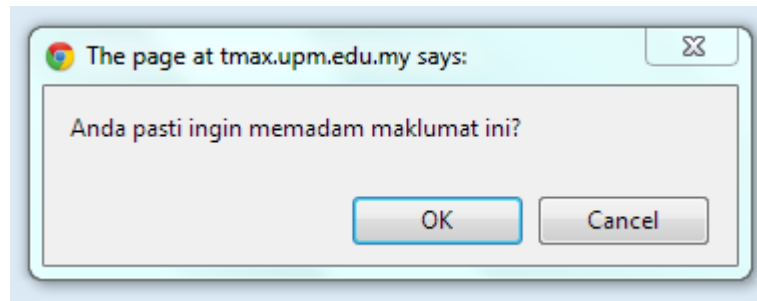 The page at tmax.upm.edu.my says:
Anda pasti ingin memadam maklumat ini?
OK Cancel